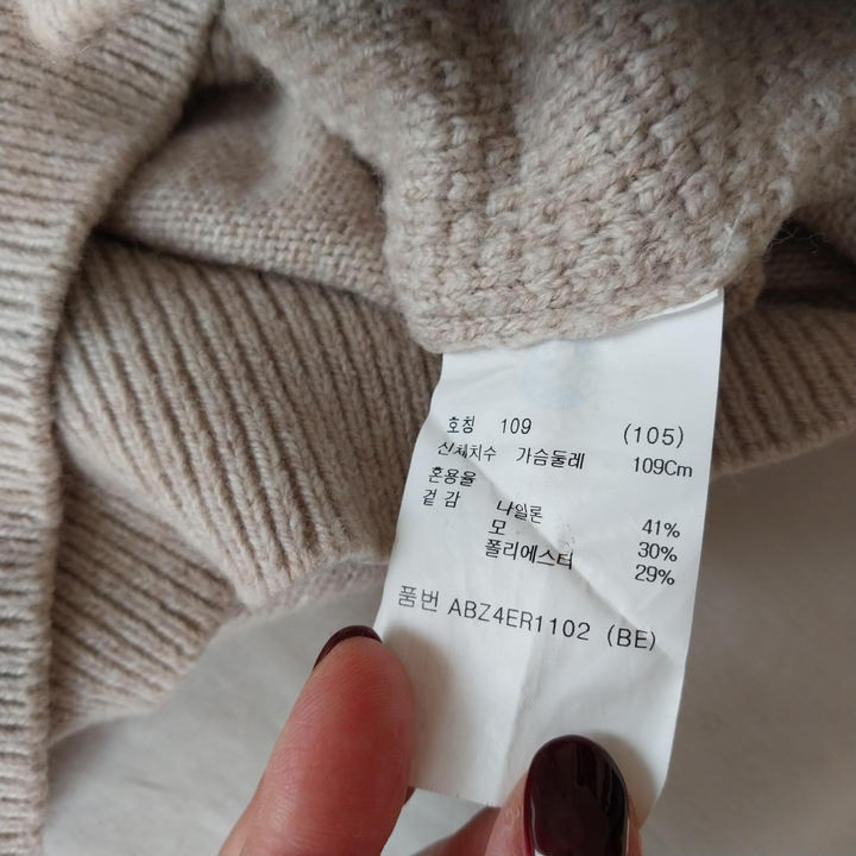 호칭 109 (105)
신체치수 가슴둘레 109Cm
혼용율
겉감 나일론 41%
모 30%
폴리에스터 29%
품번 ABZ4ER1102 (BE)